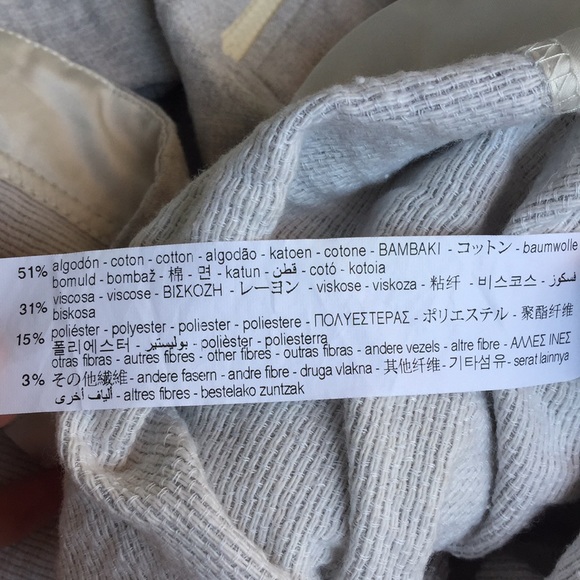 51% algodón - coton - cotton - algodão - katoen - cotone - ΒΑΜΒΑΚΙ - コットン - baumwolle
bomuld - bombaž - 棉 - 면 - katun - قطن - cotó - kotoia
31% viscosa - viscose - ΒΙΣΚΟΖΗ - レーヨン - viskose - viskoza - 粘纤 - 비스코스 - فسكوز
biskosa
15% poliéster - polyester - poliester - poliestere - ΠΟΛΥΕΣΤΕΡΑΣ - ポリエステル - 聚酯纤维
폴리에스터 - بوليستير - polièster - poliesterra
otras fibras - autres fibres - other fibres - outras fibras - andere vezels - altre fibre - ΑΛΛΕΣ ΙΝΕΣ
3% その他繊維 - andere fasern - andre fibre - druga vlakna - 其他纤维 - 기타섬유 - serat lainnya
ألياف أخرى - altres fibres - bestelako zuntzak